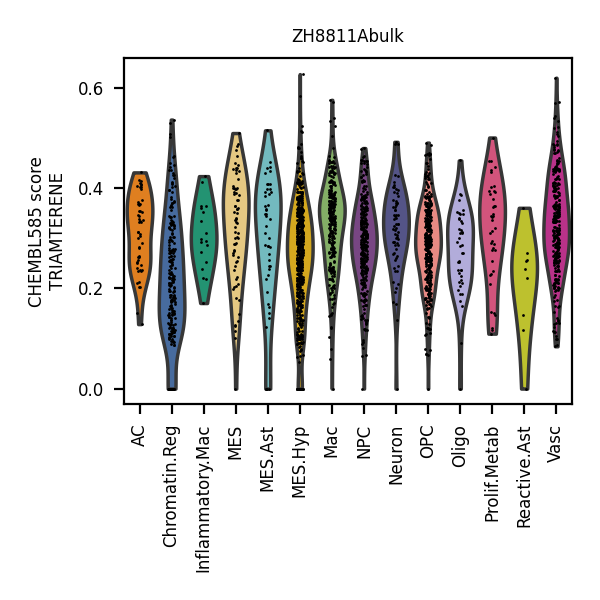 ZH8811Abulk
CHEMBL585 score
TRIAMTERENE
0.6
0.4
0.2
0.0
AC
Chromatin.Reg
Inflammatory.Mac
MES
MES.Ast
MES.Hyp
Mac
NPC
Neuron
OPC
Oligo
Prolif.Metab
Reactive.Ast
Vasc